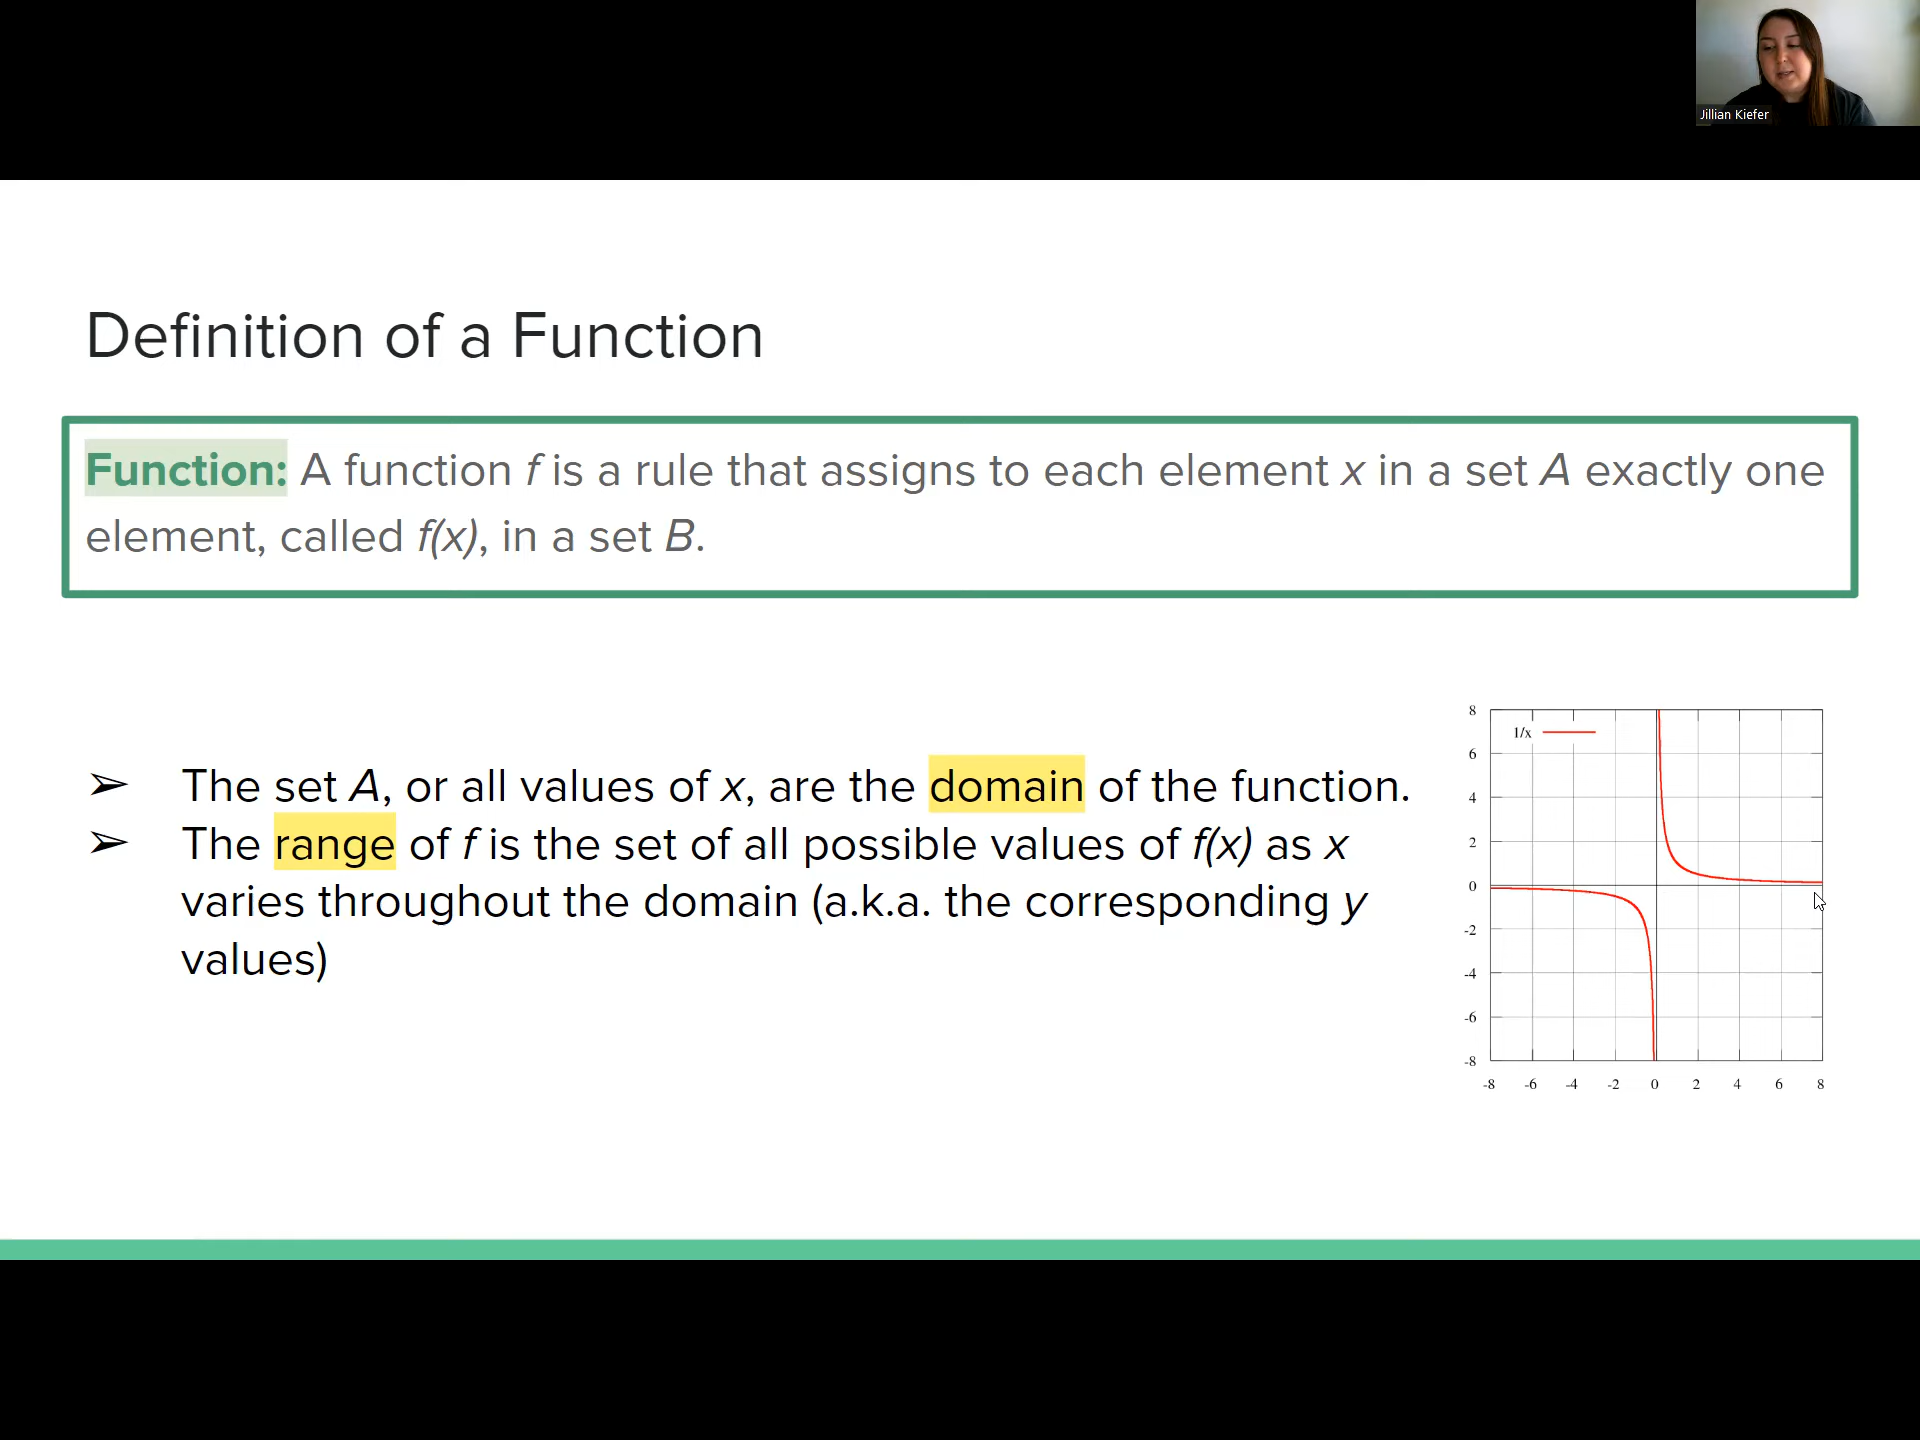 Jillian Kiefer
Definition of a Function
Function: A function f is a rule that assigns to each element x in a set A exactly one
element, called f(x), in a set B.
➢ The set A, or all values of x, are the domain of the function.
➢ The range of f is the set of all possible values of f(x) as x
varies throughout the domain (a.k.a. the corresponding y
values)
1/x
8
6
4
2
0
-2
-4
-6
-8
-8 -6 -4 -2 0 2 4 6 8